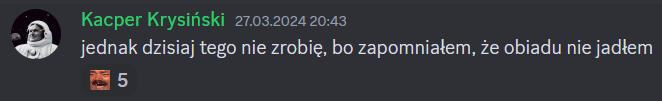 Kacper Krysiński 27.03.2024 20:43
jednak dzisiaj tego nie zrobię, bo zapomniałem, że obiadu nie jadłem
5